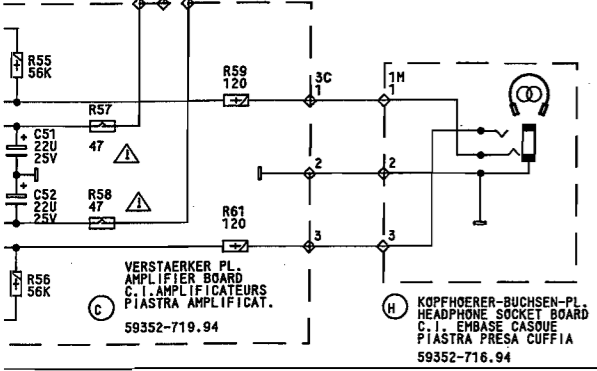 R55
56K
R59
120
3C
1
1M
1
R57
47
C51
22U
25V
2
2
C52
22U
25V
R58
47
R61
120
3
3
R56
56K
VERSTAERKER PL.
AMPLIFIER BOARD
C.I.AMPLIFICATEURS
PIASTRA AMPLIFICAT.
C
59352-719.94
H
KOPFHOERER-BUCHSEN-PL.
HEADPHONE SOCKET BOARD
C.I. EMBASE CASQUE
PIASTRA PRESA CUFFIA
59352-716.94